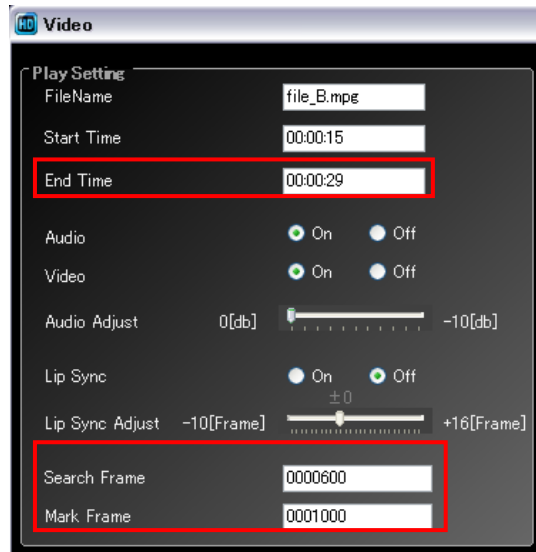 HD Video
Play Setting
FileName file_B.mpg
Start Time 00:00:15
End Time 00:00:29
Audio On Off
Video On Off
Audio Adjust 0[db] -10[db]
Lip Sync On Off
±0
Lip Sync Adjust -10[Frame] +16[Frame]
Search Frame 0000600
Mark Frame 0001000